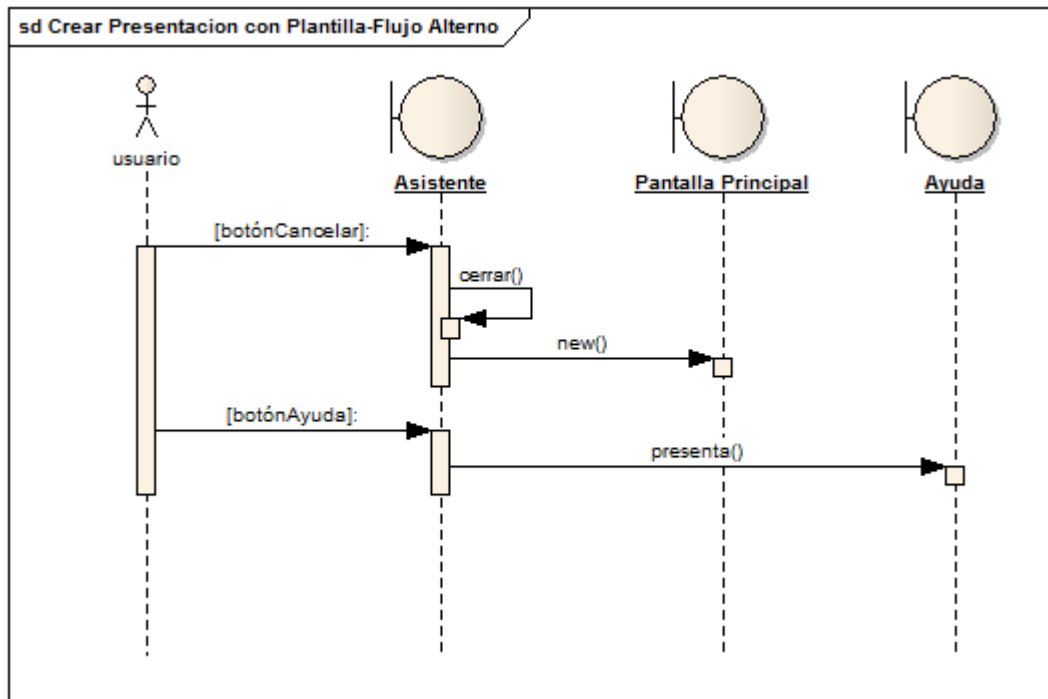 sd Crear Presentacion con Plantilla-Flujo Alterno
usuario
Asistente
Pantalla Principal
Ayuda
[botónCancelar]:
cerrar()
new()
[botónAyuda]:
presenta()